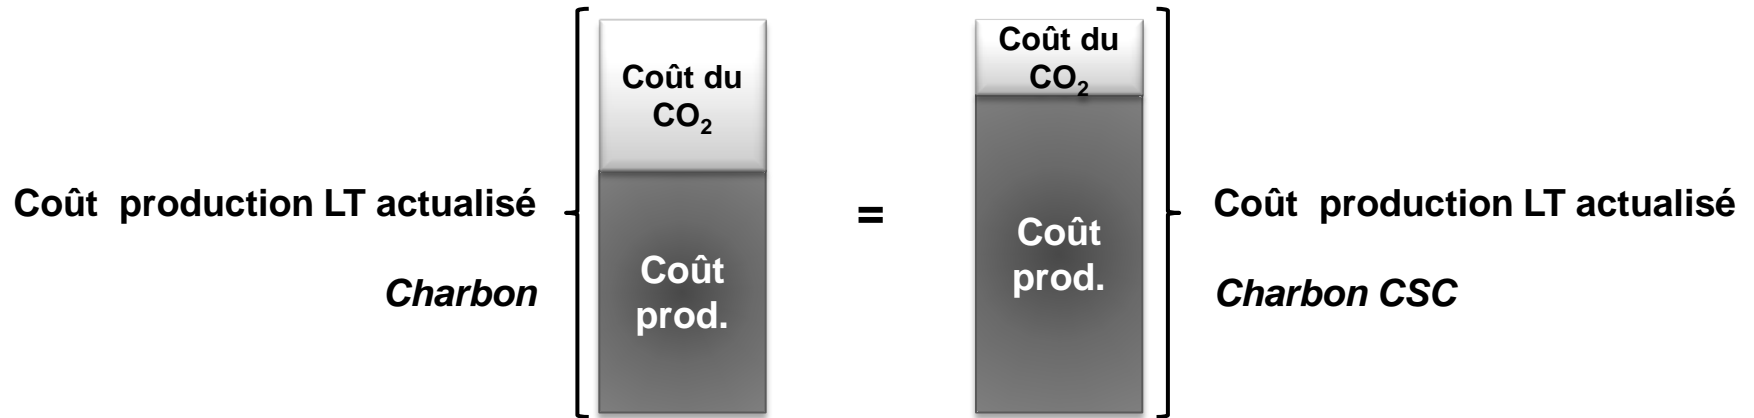 Coût production LT actualisé
Charbon
Coût du
CO₂
Coût
prod.
=
Coût du
CO₂
Coût
prod.
Coût production LT actualisé
Charbon CSC